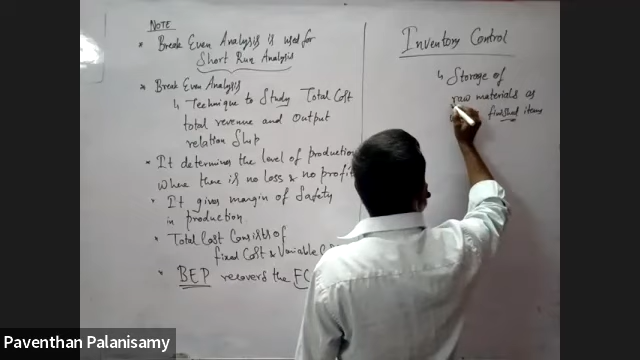 NOTE
* Break Even Analysis is used for
Short Run Analysis
* Break Even Analysis
↳ Technique to Study Total Cost
total revenue and Output
relation Ship
* It determines the level of production
where there is no loss & no profit
* It gives margin of Safety
in production
* Total Cost Consists of
fixed Cost & Variable
* BEP recovers the FC
Inventory Control
↳ Storage of
raw materials as
finished items
Paventhan Palanisamy